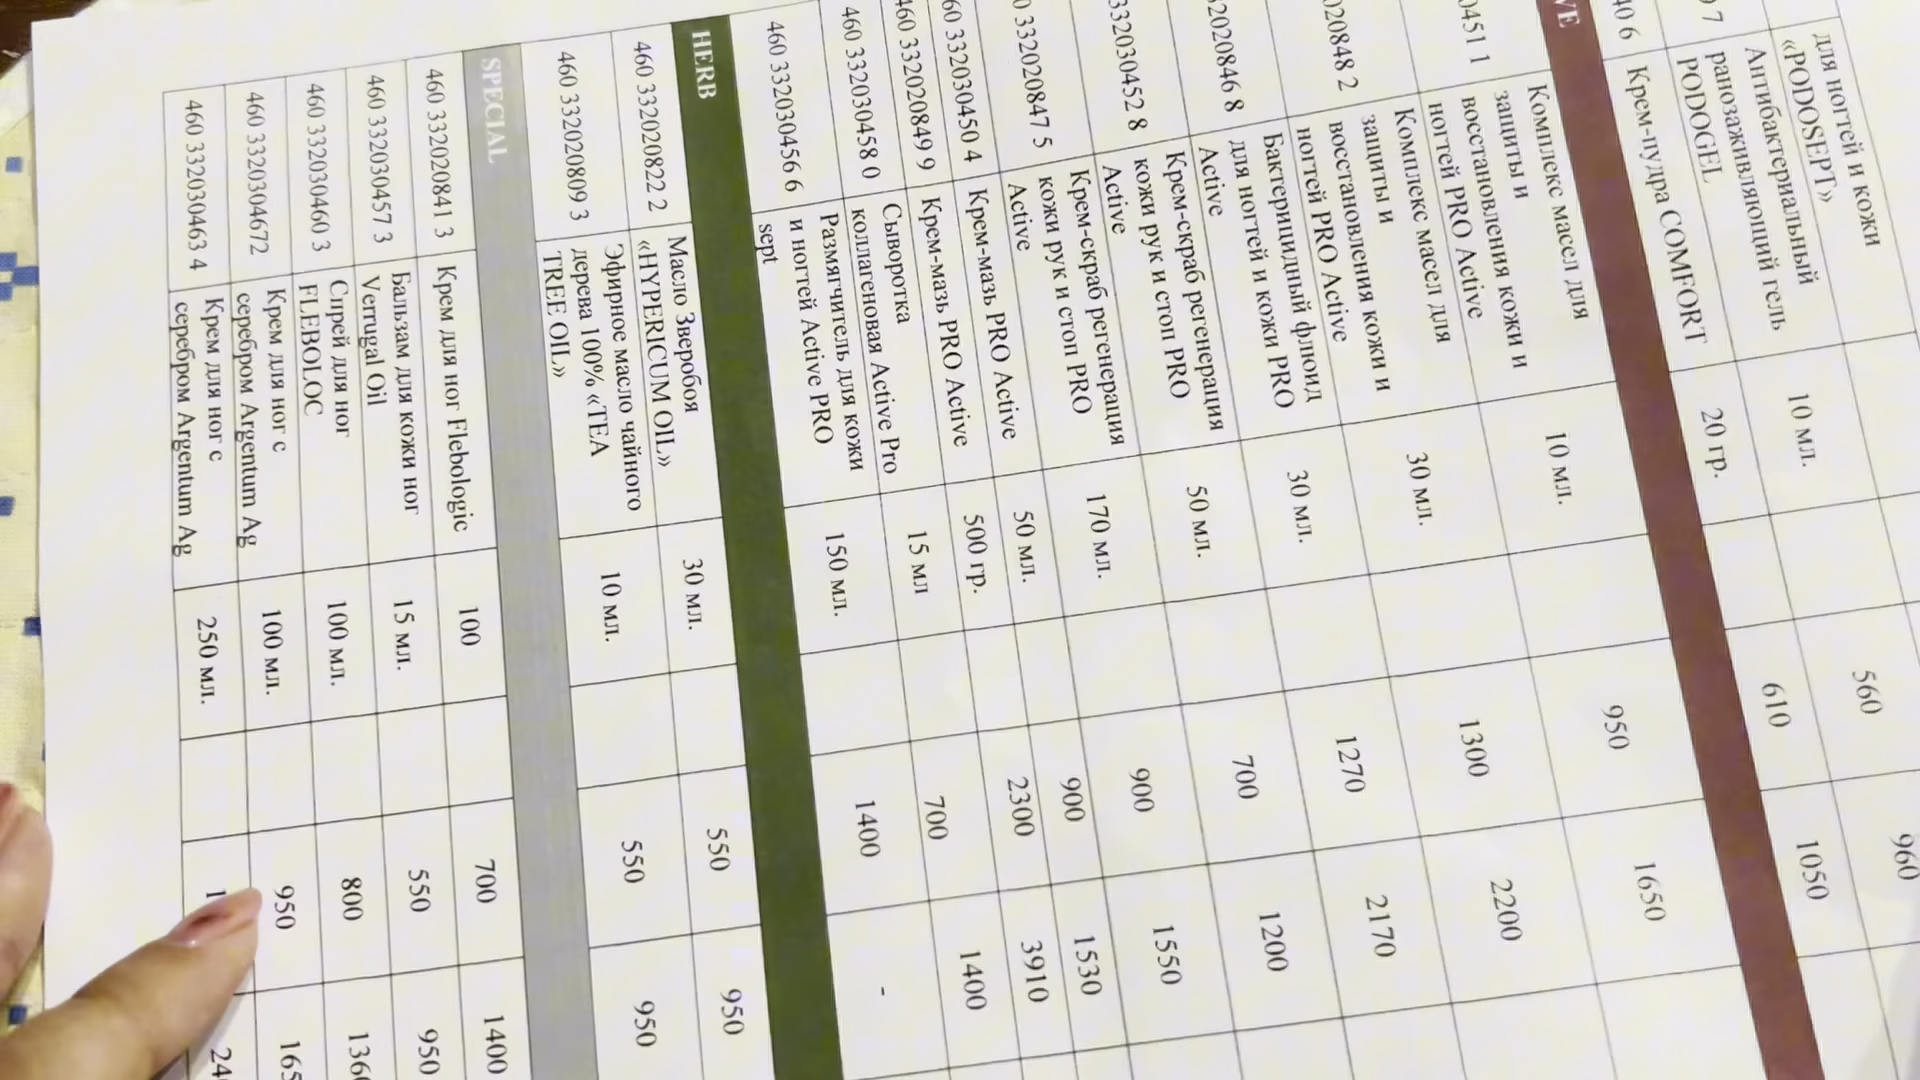 для ногтей и кожи
«PODOSEPT»
560
960
7
Антибактериальный
ранозаживляющий гель
PODOGEL
10 мл.
610
1050
40 6
Крем-пудра COMFORT
20 гр.
VE
0451 1
Комплекс масел для
защиты и
восстановления кожи и
ногтей PRO Active
10 мл.
950
1650
020848 2
Комплекс масел для
защиты и
восстановления кожи и
ногтей PRO Active
30 мл.
1300
2200
32020846 8
Бактерицидный флюид
для ногтей и кожи PRO
Active
30 мл.
1270
2170
332030452 8
Крем-скраб регенерация
кожи рук и стоп PRO
Active
50 мл.
700
1200
0 332020847 5
Крем-скраб регенерация
кожи рук и стоп PRO
Active
170 мл.
900
1550
60 332030450 4
Крем-мазь PRO Active
50 мл.
900
1530
460 332020849 9
Крем-мазь PRO Active
500 гр.
2300
3910
460 332030458 0
Сыворотка
коллагеновая Active Pro
15 мл
700
1400
460 332030456 6
Размягчитель для кожи
и ногтей Active PRO
sept
150 мл.
1400
-
HERB
460 332020822 2
Масло Зверобоя
«HYPERICUM OIL»
30 мл.
550
950
460 332020809 3
Эфирное масло чайного
дерева 100% «TEA
TREE OIL»
10 мл.
550
950
SPECIAL
460 332020841 3
Крем для ног Flebologic
100
700
1400
460 332030457 3
Бальзам для кожи ног
Verrugal Oil
15 мл.
550
950
460 332030460 3
Спрей для ног
FLEBOLOC
100 мл.
800
1360
460 3320304672
Крем для ног с
серебром Argentum Ag
100 мл.
950
165
460 332030463 4
Крем для ног с
серебром Argentum Ag
250 мл.
1
24